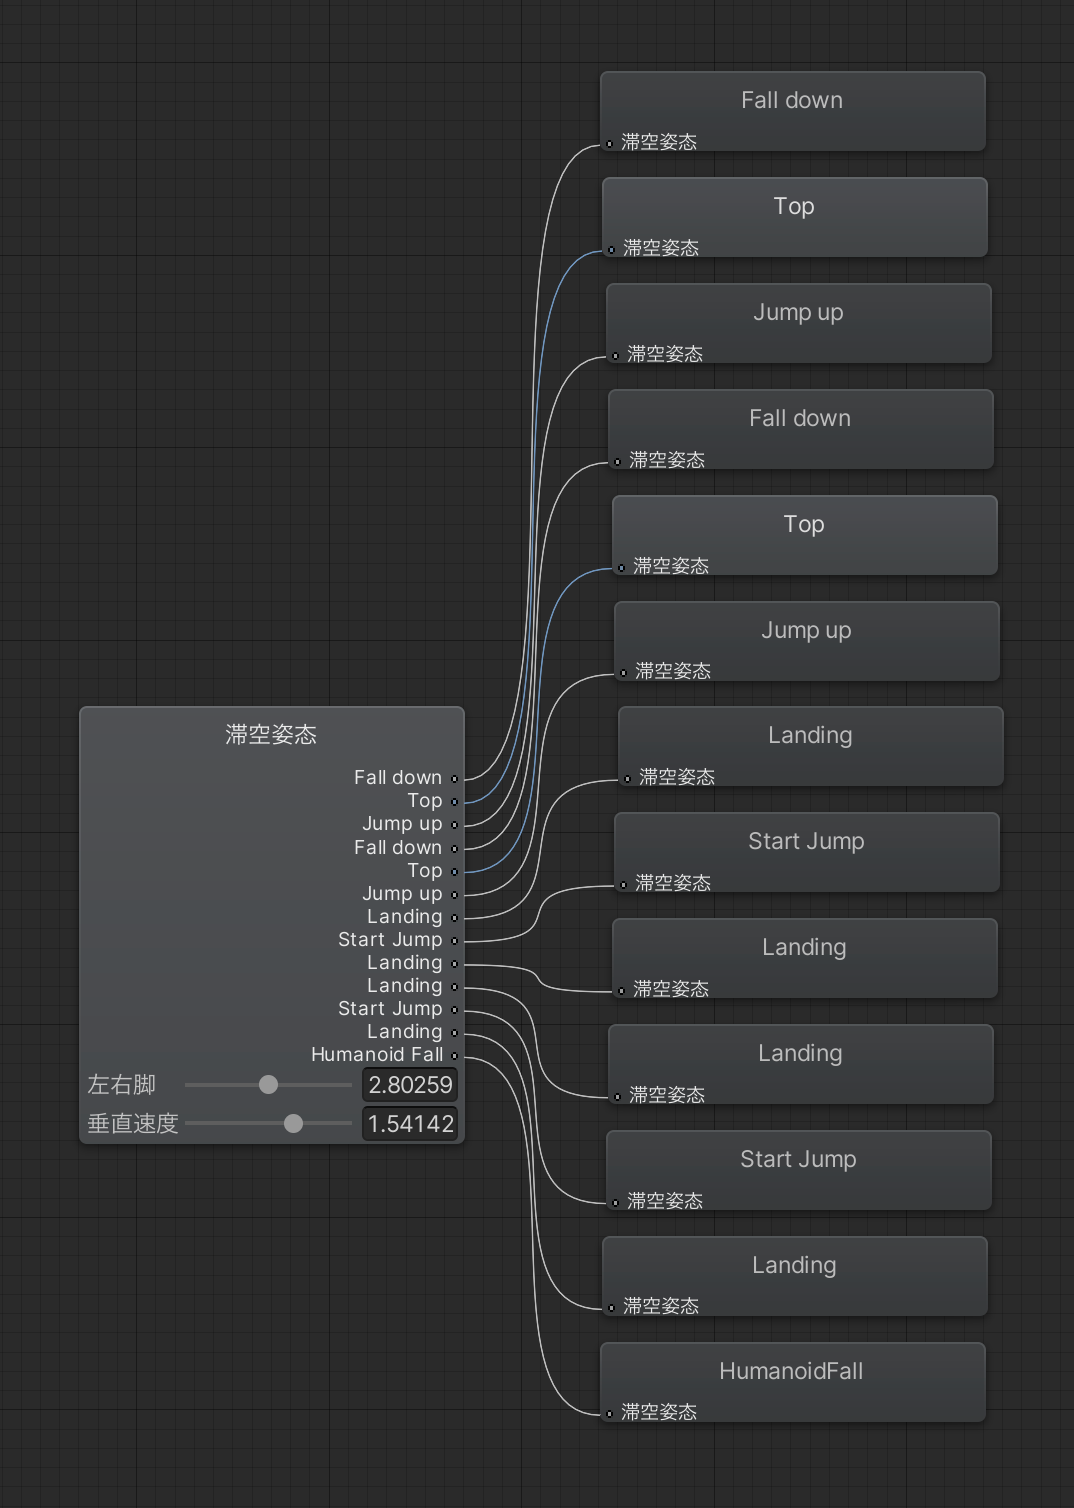 Fall down
滞空姿态
Top
滞空姿态
Jump up
滞空姿态
Fall down
滞空姿态
Top
滞空姿态
Jump up
滞空姿态
Landing
滞空姿态
Start Jump
滞空姿态
Landing
滞空姿态
Landing
滞空姿态
Start Jump
滞空姿态
Landing
滞空姿态
HumanoidFall
滞空姿态
滞空姿态
Fall down
Top
Jump up
Fall down
Top
Jump up
Landing
Start Jump
Landing
Landing
Start Jump
Landing
Humanoid Fall
左右脚 2.80259
垂直速度 1.54142